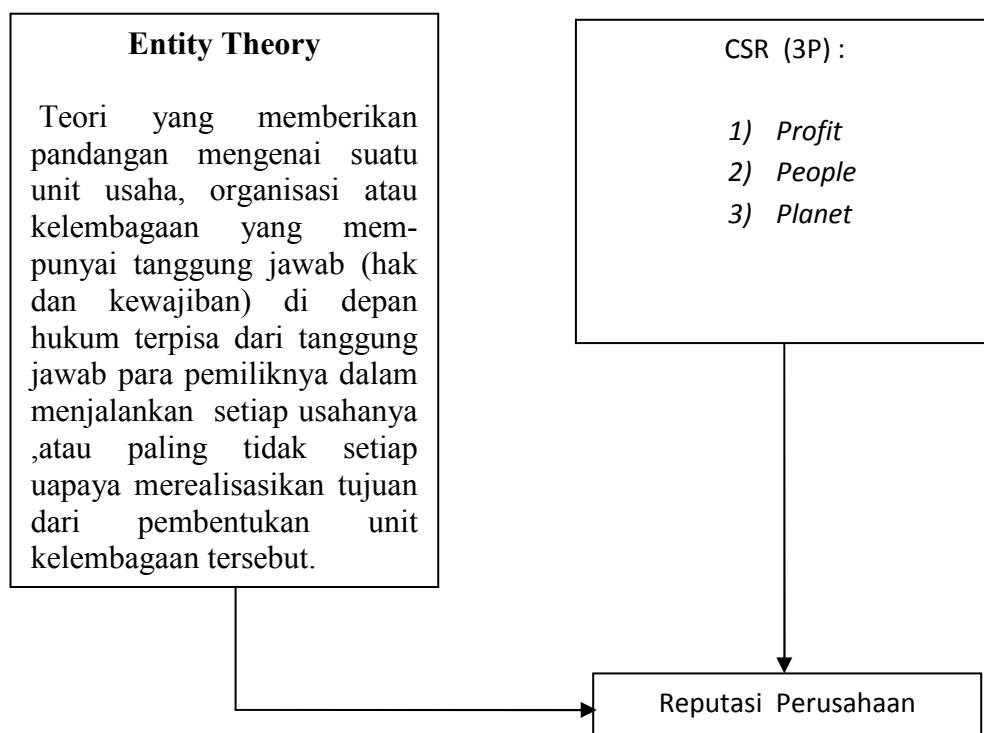 Entity Theory
Teori yang memberikan
pandangan mengenai suatu
unit usaha, organisasi atau
kelembagaan yang mem-
punyai tanggung jawab (hak
dan kewajiban) di depan
hukum terpisa dari tanggung
jawab para pemiliknya dalam
menjalankan setiap usahanya
,atau paling tidak setiap
uapaya merealisasikan tujuan
dari pembentukan unit
kelembagaan tersebut.
CSR (3P) :
1) Profit
2) People
3) Planet
Reputasi Perusahaan